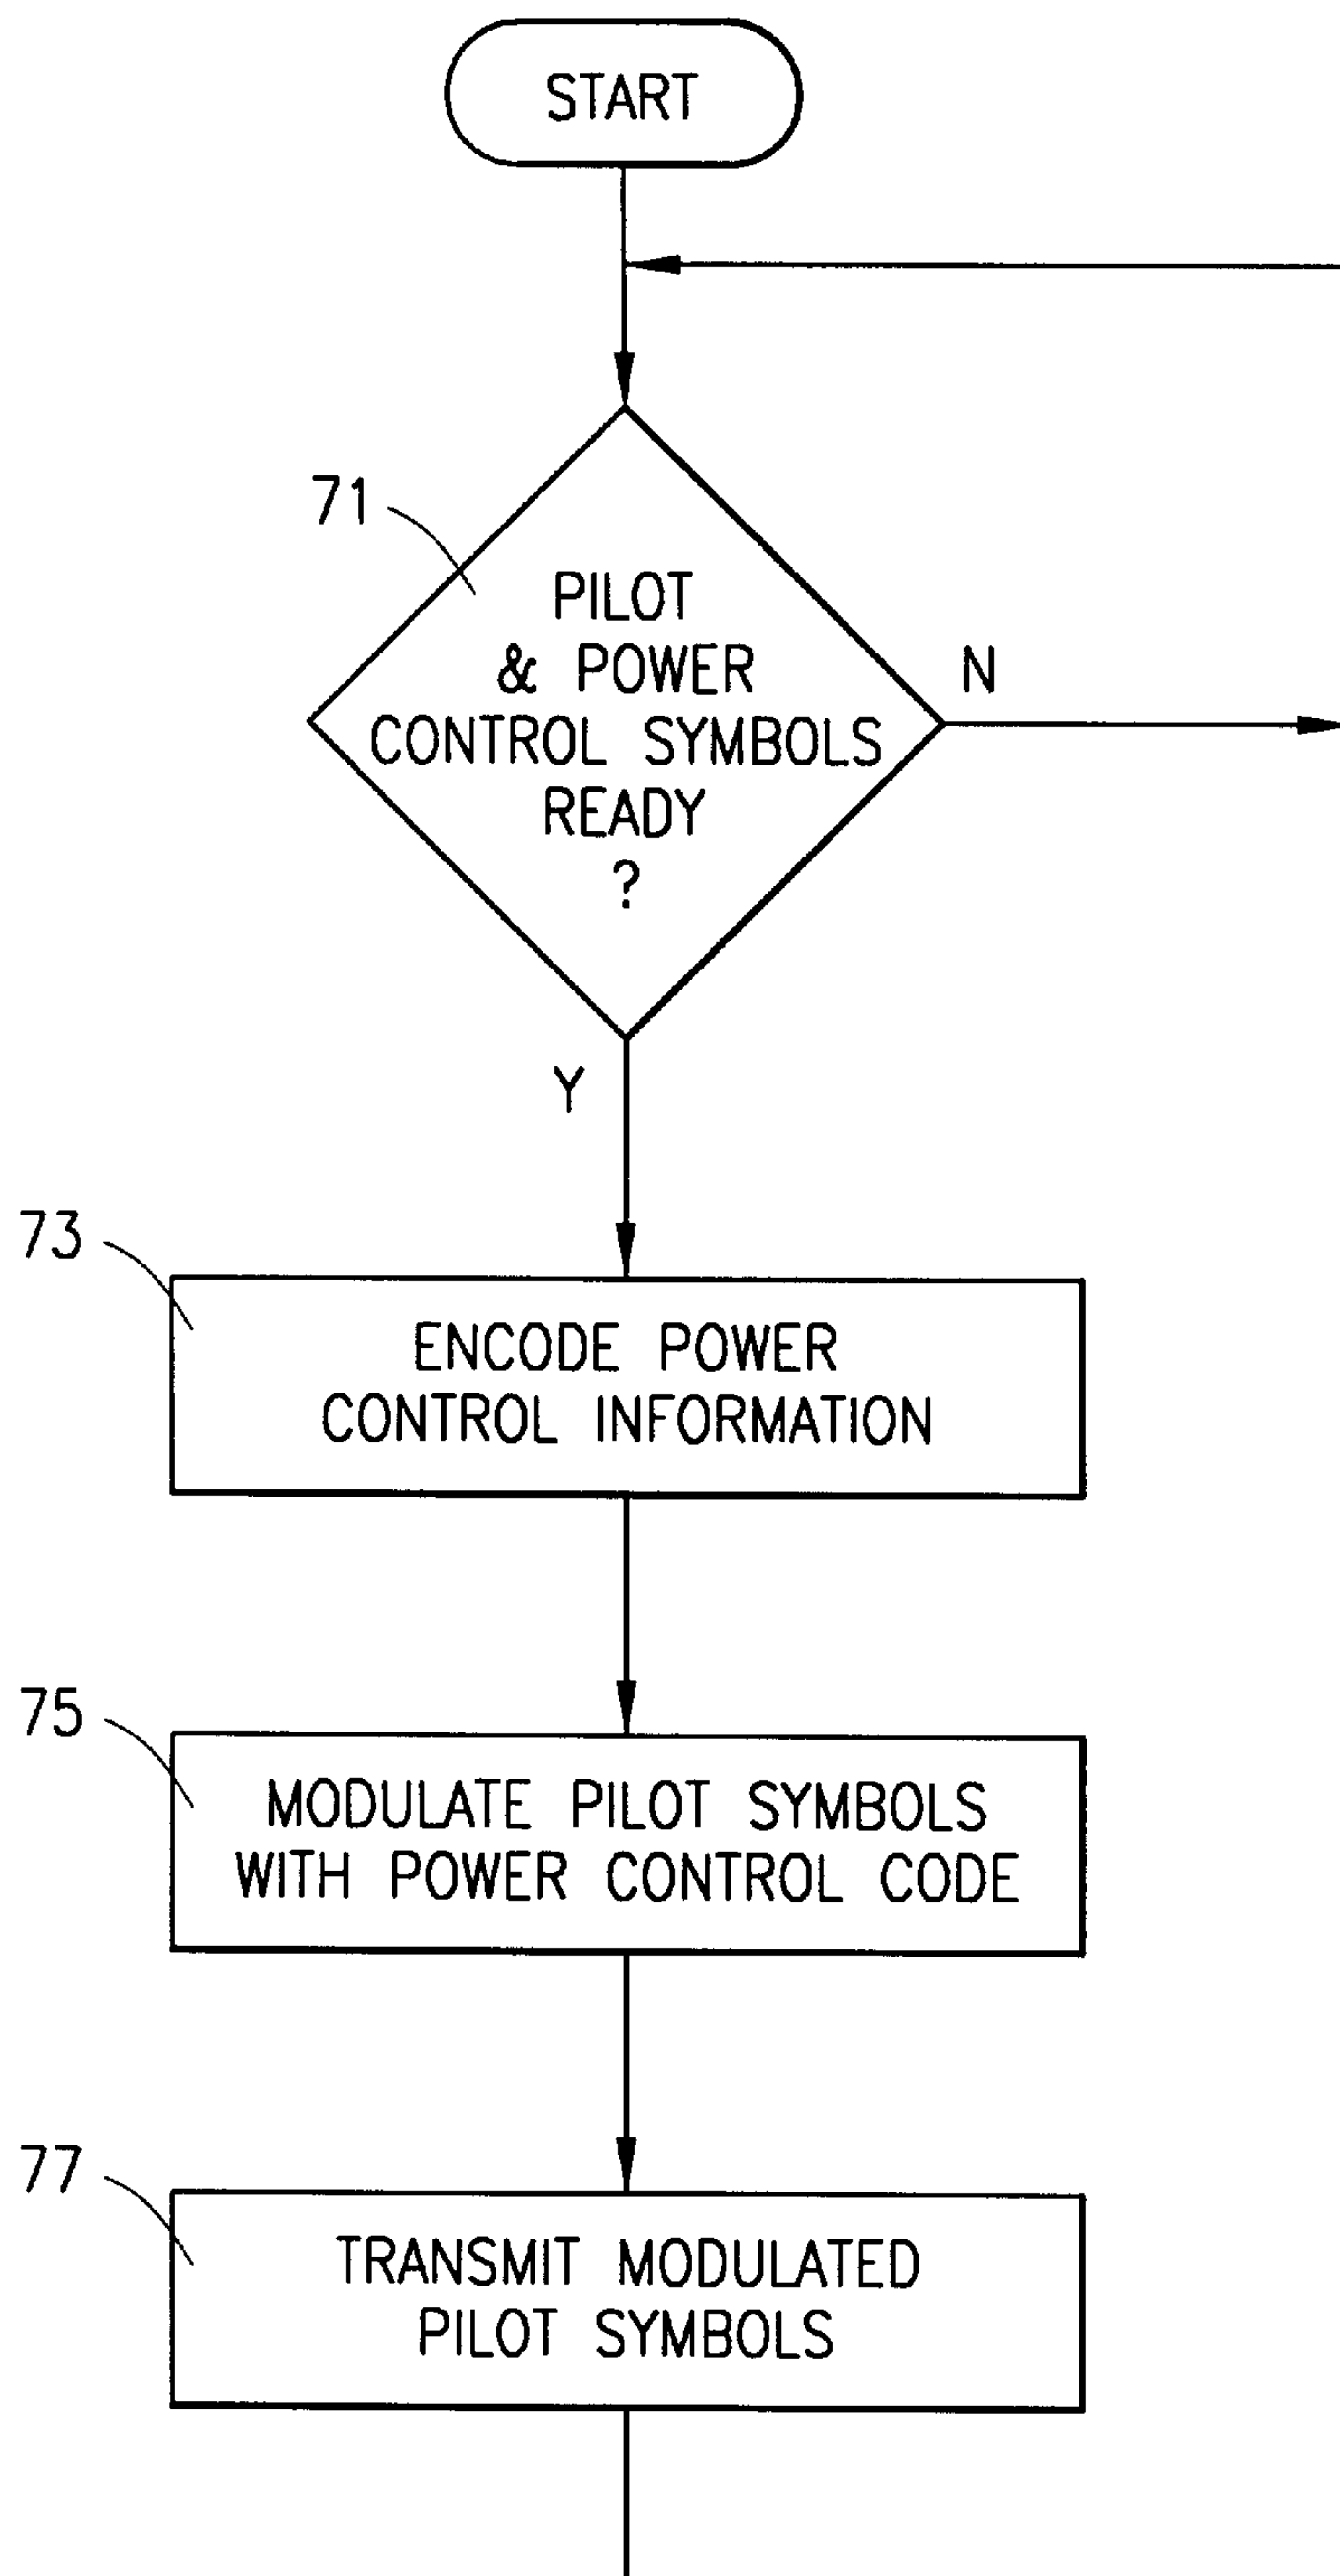 START
71
PILOT
& POWER
CONTROL SYMBOLS
READY
?
N
Y
73
ENCODE POWER
CONTROL INFORMATION
75
MODULATE PILOT SYMBOLS
WITH POWER CONTROL CODE
77
TRANSMIT MODULATED
PILOT SYMBOLS